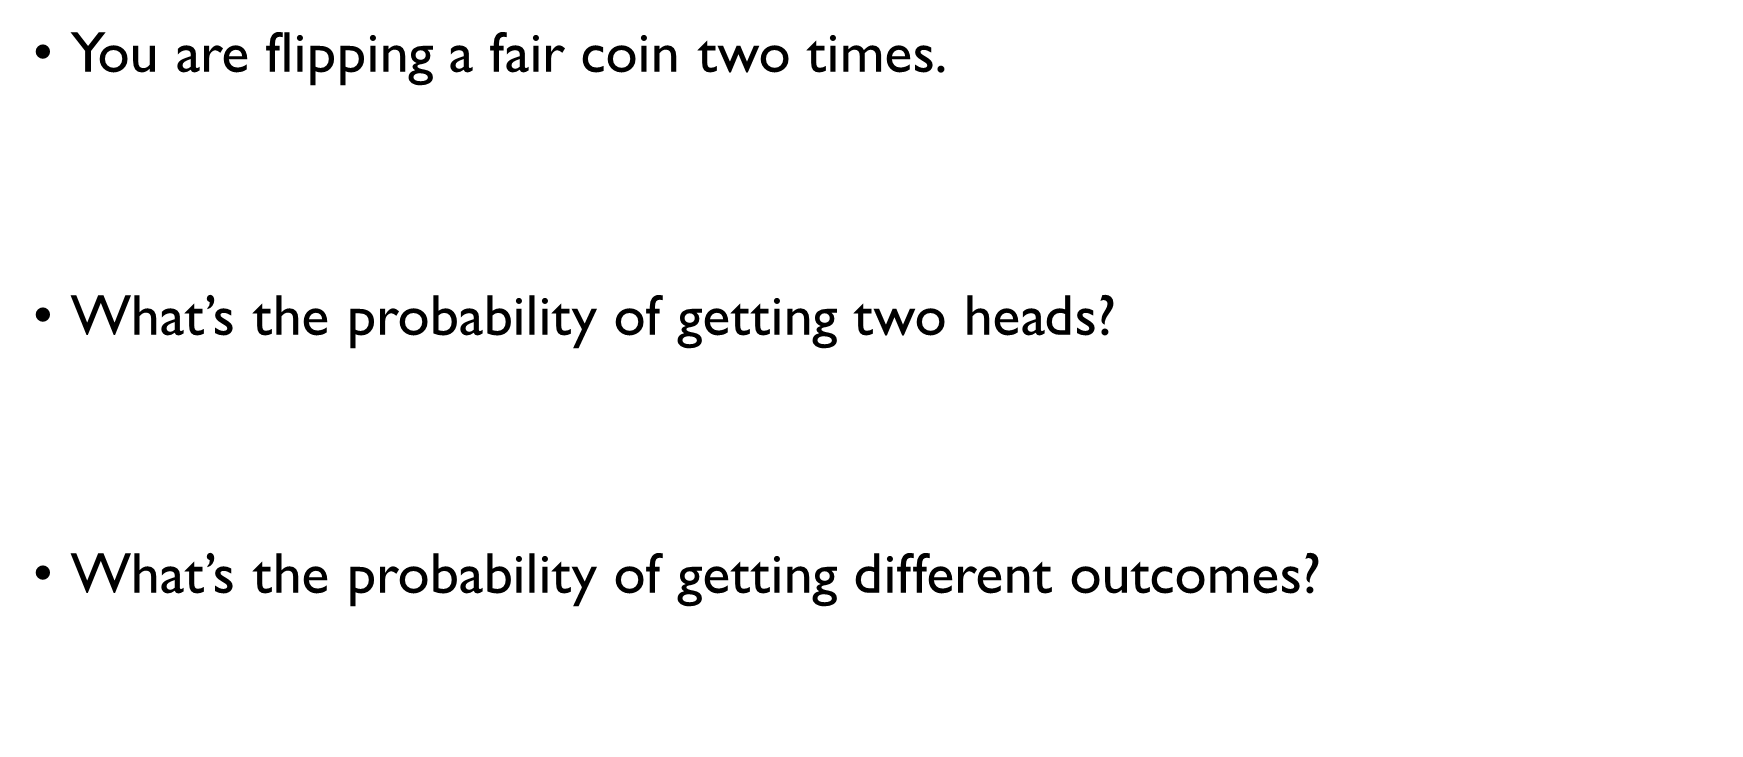 • You are flipping a fair coin two times.
• What’s the probability of getting two heads?
• What’s the probability of getting different outcomes?